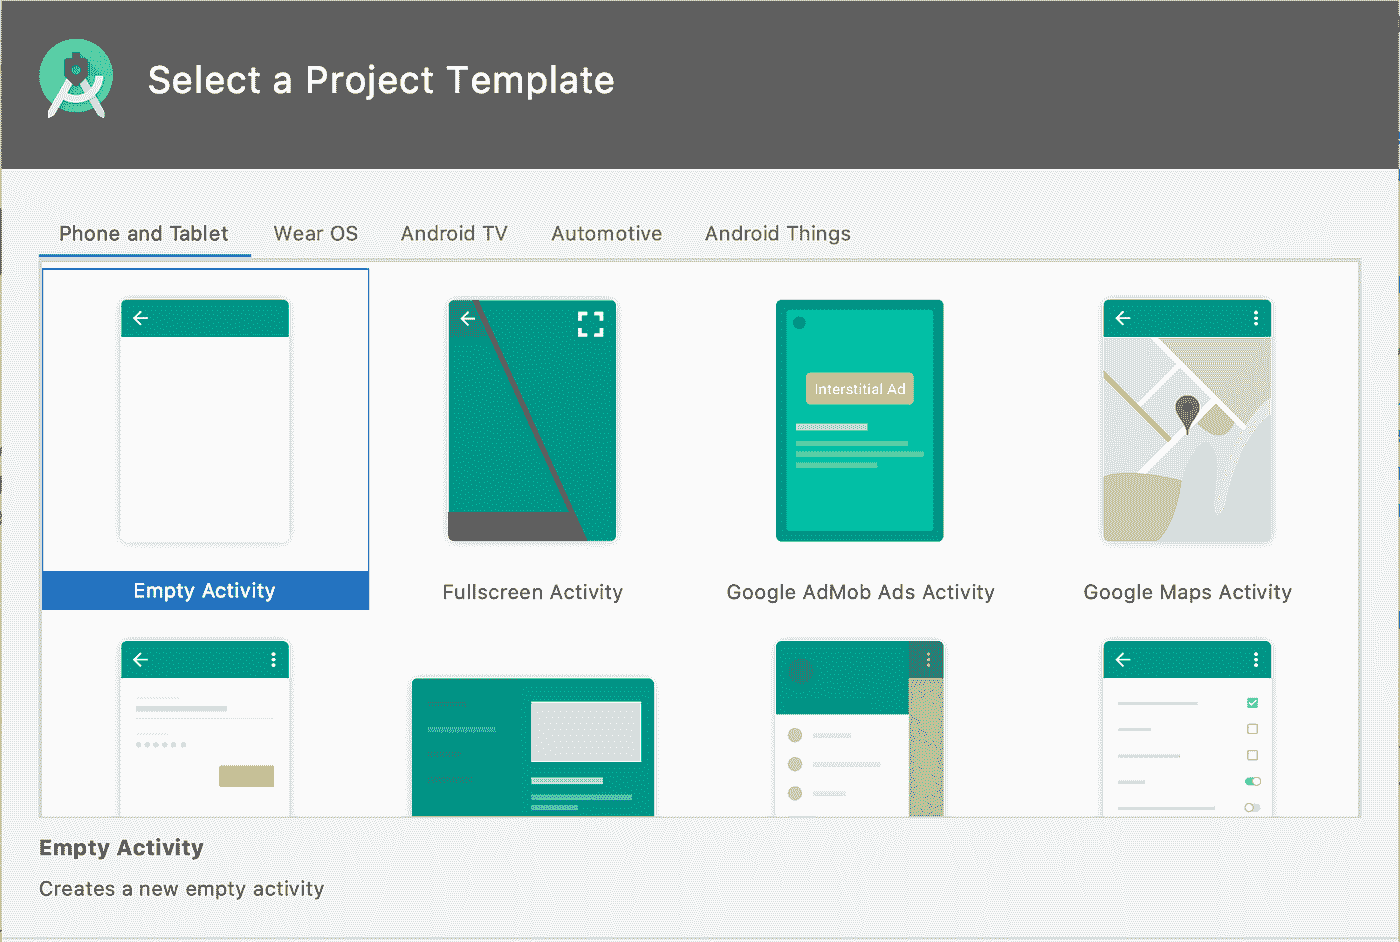 Select a Project Template
Phone and Tablet Wear OS Android TV Automotive Android Things
Interstitial Ad
Empty Activity Fullscreen Activity Google AdMob Ads Activity Google Maps Activity
Empty Activity
Creates a new empty activity